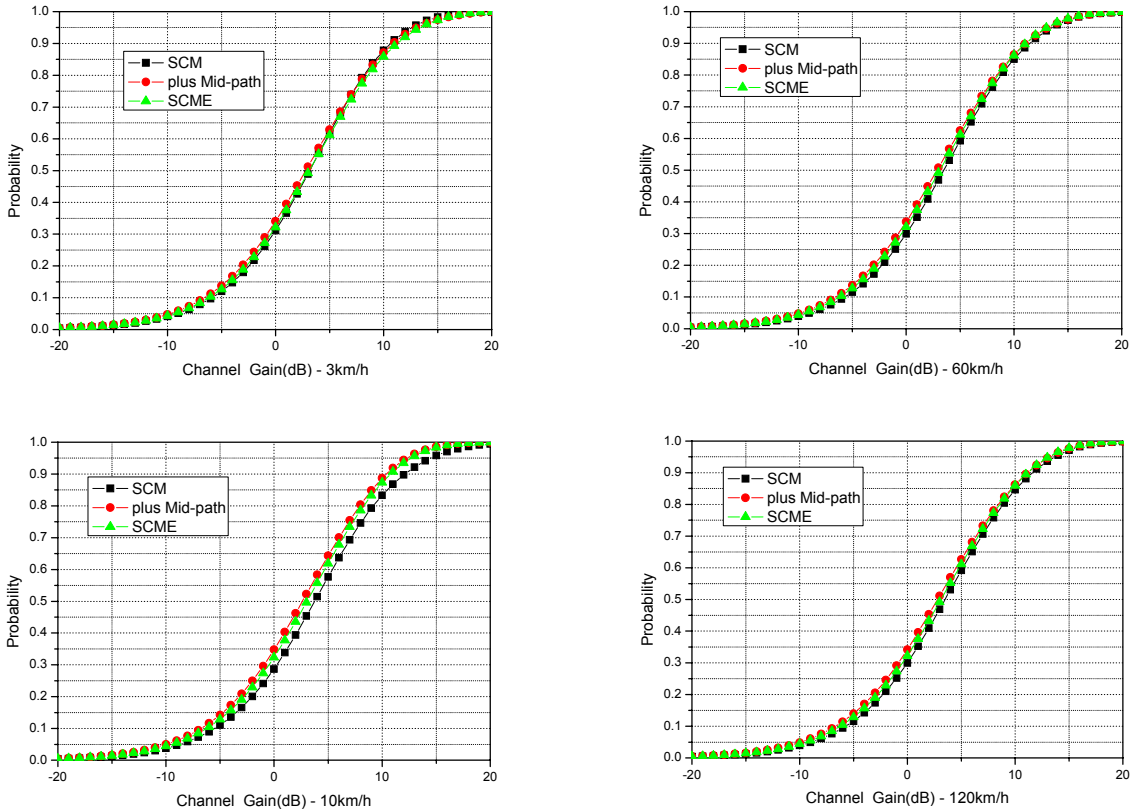 1.0
0.9
0.8
0.7
0.6
0.5
0.4
0.3
0.2
0.1
0.0
Probability
SCM
plus Mid-path
SCME
-20 -10 0 10 20
Channel Gain(dB) - 3km/h
1.0
0.9
0.8
0.7
0.6
0.5
0.4
0.3
0.2
0.1
0.0
Probability
SCM
plus Mid-path
SCME
-20 -10 0 10 20
Channel Gain(dB) - 60km/h
1.0
0.9
0.8
0.7
0.6
0.5
0.4
0.3
0.2
0.1
0.0
Probability
SCM
plus Mid-path
SCME
-20 -10 0 10 20
Channel Gain(dB) - 10km/h
1.0
0.9
0.8
0.7
0.6
0.5
0.4
0.3
0.2
0.1
0.0
Probability
SCM
plus Mid-path
SCME
-20 -10 0 10 20
Channel Gain(dB) - 120km/h